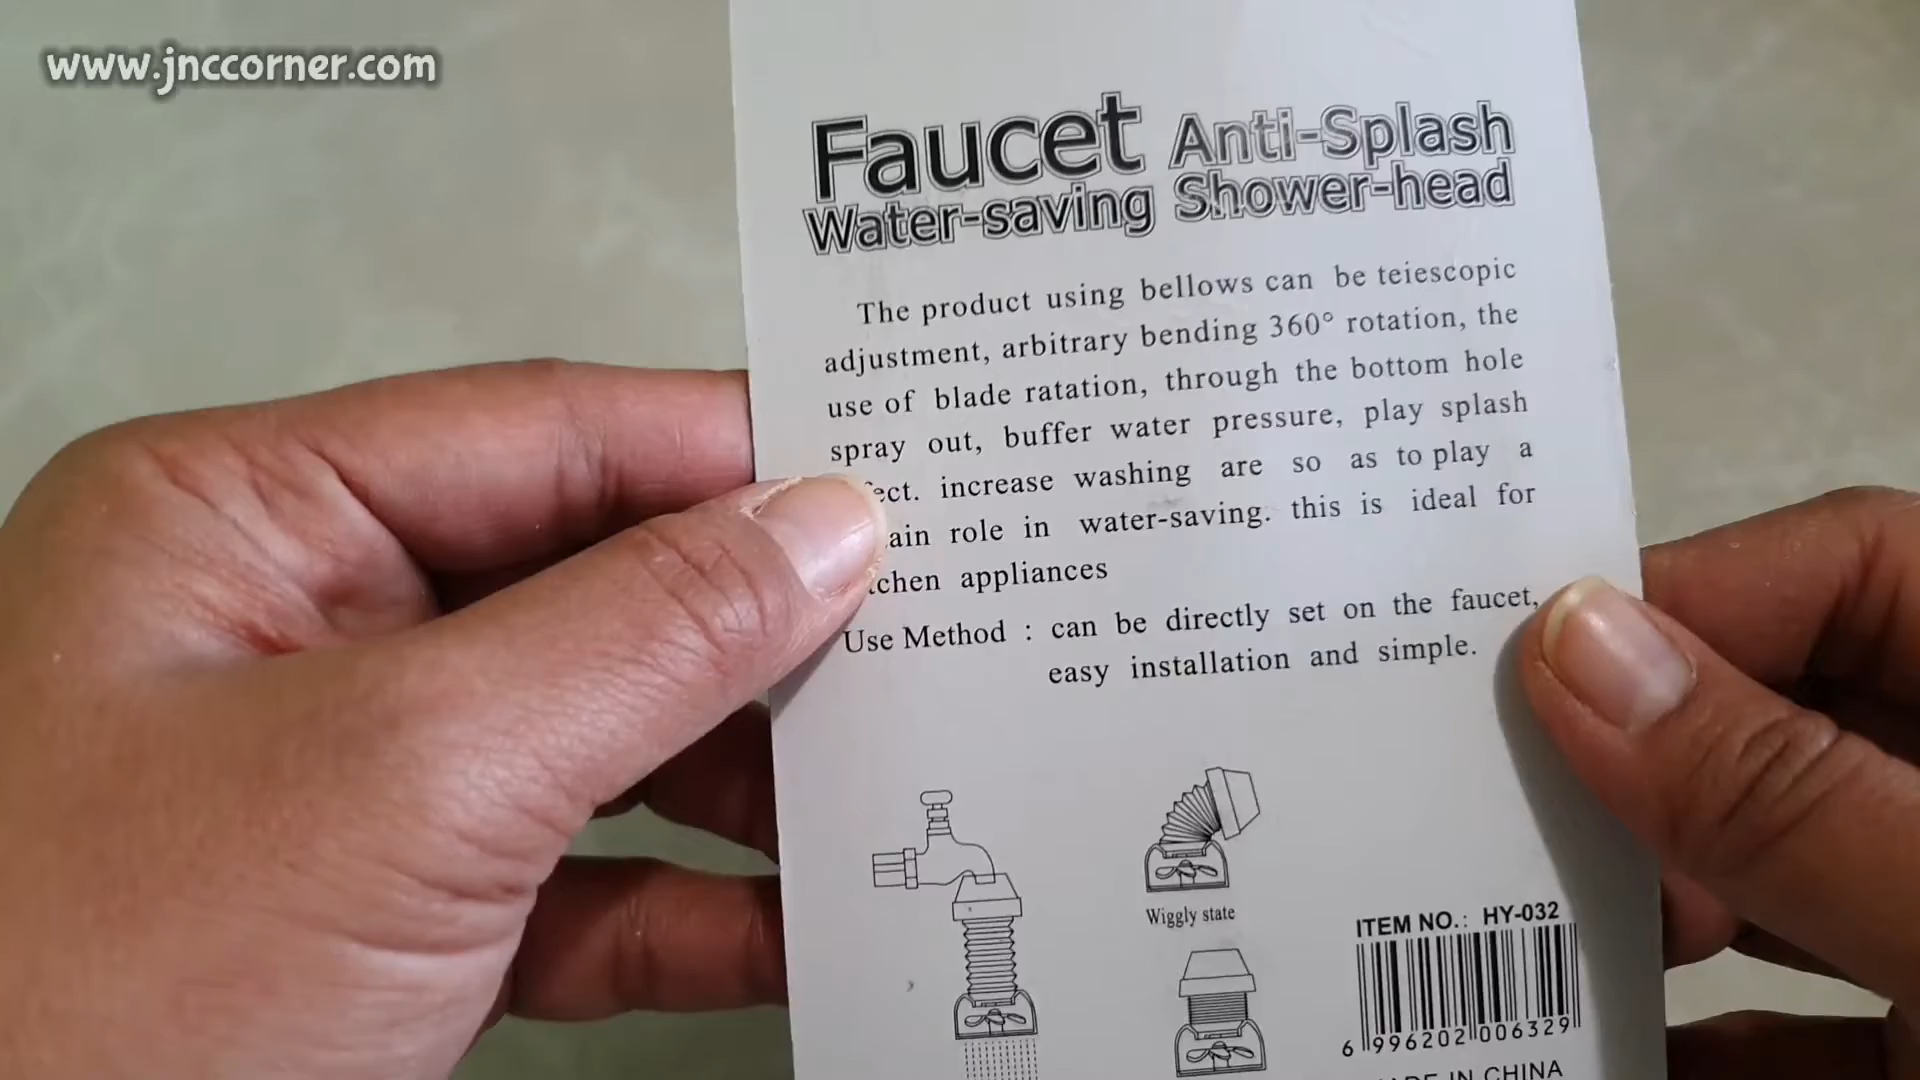 www.jnccorner.com
Faucet Anti-Splash
Water-saving Shower-head
The product using bellows can be teiescopic
adjustment, arbitrary bending 360° rotation, the
use of blade ratation, through the bottom hole
spray out, buffer water pressure, play splash
increase washing are so as to play a
role in water-saving. this is ideal for
appliances
Use Method : can be directly set on the faucet,
easy installation and simple.
Wiggly state
ITEM NO.: HY-032
6 996202 006329
IN CHINA